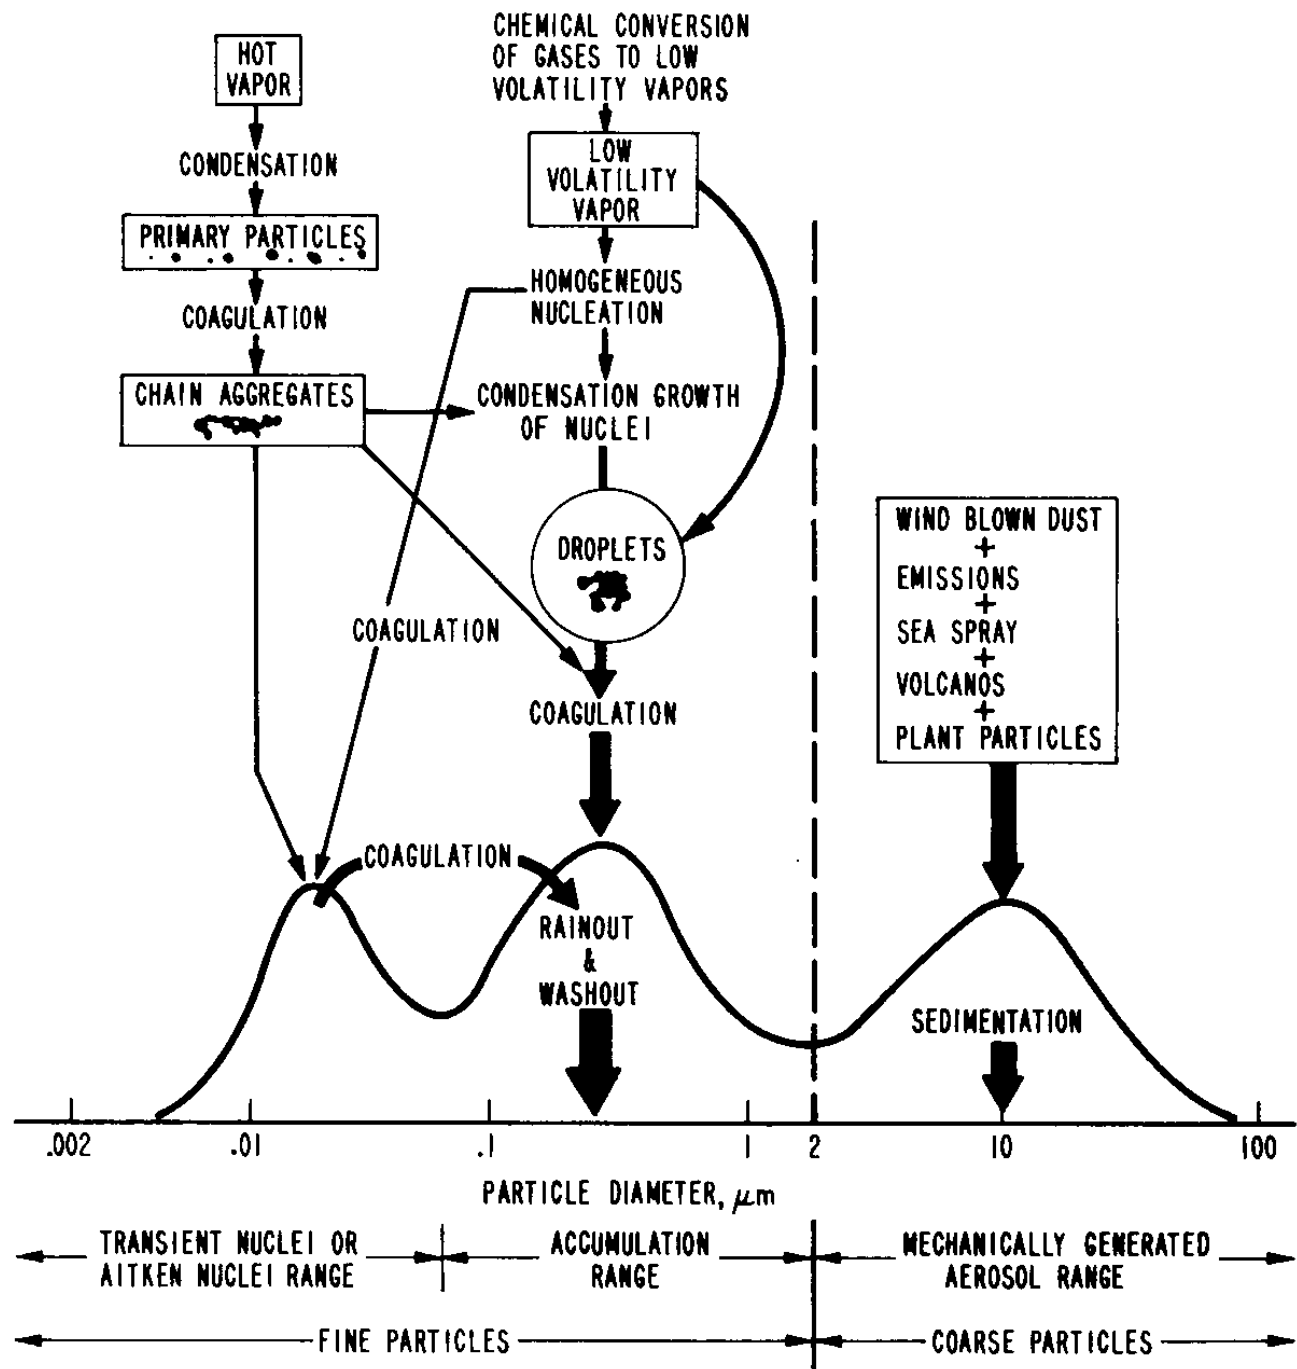 HOT
VAPOR
CONDENSATION
PRIMARY PARTICLES
COAGULATION
CHAIN AGGREGATES
CHEMICAL CONVERSION
OF GASES TO LOW
VOLATILITY VAPORS
LOW
VOLATILITY
VAPOR
HOMOGENEOUS
NUCLEATION
CONDENSATION GROWTH
OF NUCLEI
DROPLETS
COAGULATION
COAGULATION
COAGULATION
RAINOUT
&
WASHOUT
WIND BLOWN DUST
+
EMISSIONS
+
SEA SPRAY
+
VOLCANOS
+
PLANT PARTICLES
SEDIMENTATION
.002 .01 .1 1 2 10 100
PARTICLE DIAMETER, μm
TRANSIENT NUCLEI OR
AITKEN NUCLEI RANGE
ACCUMULATION
RANGE
MECHANICALLY GENERATED
AEROSOL RANGE
FINE PARTICLES
COARSE PARTICLES